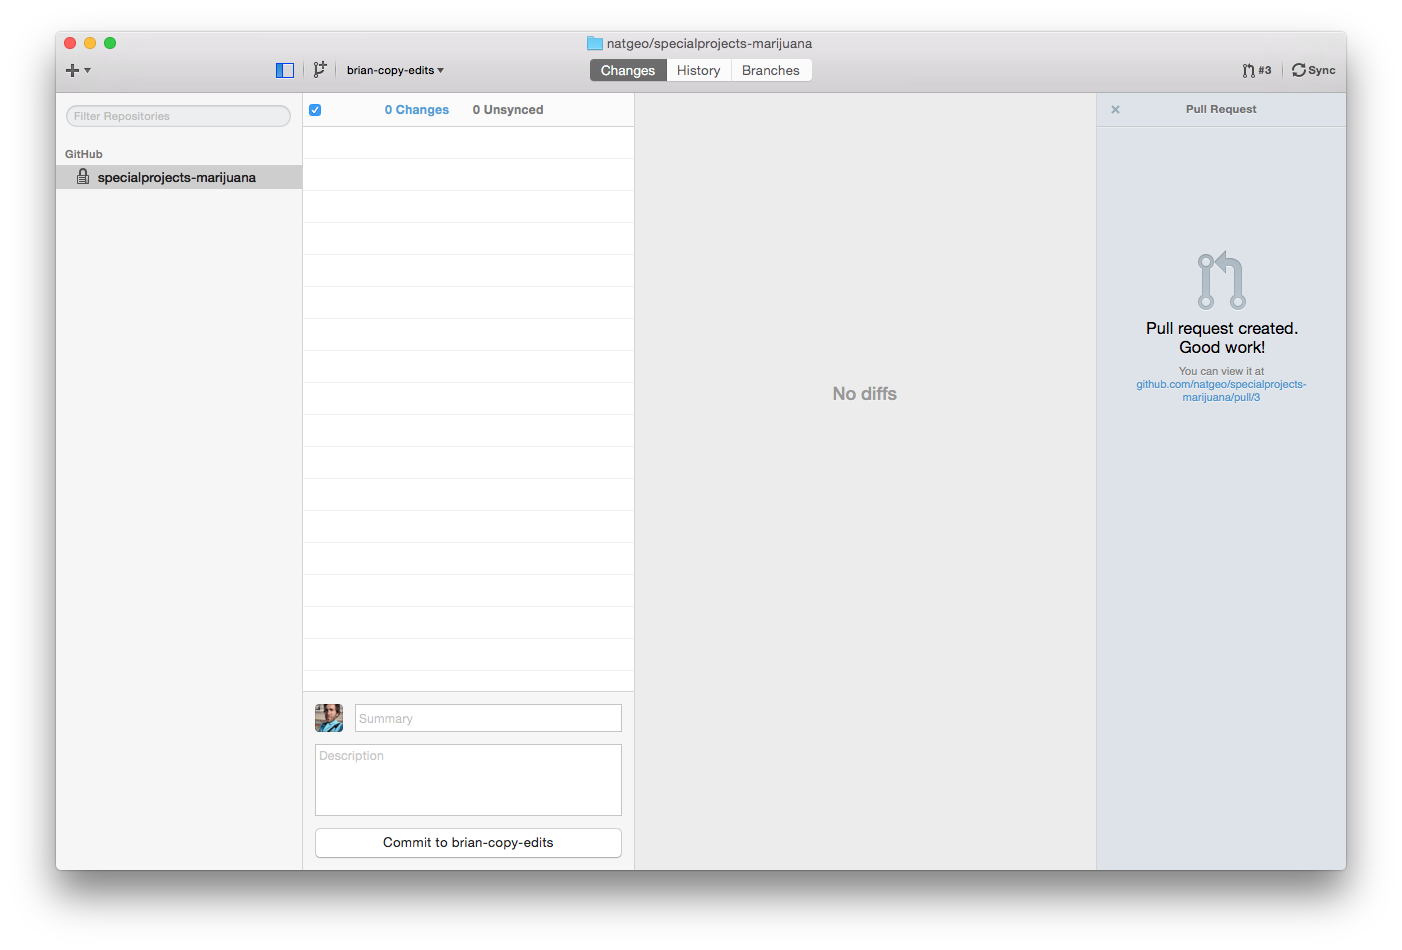 natgeo/specialprojects-marijuana
brian-copy-edits
Changes
History
Branches
#3
Sync
Filter Repositories
GitHub
specialprojects-marijuana
0 Changes
0 Unsynced
No diffs
Summary
Description
Commit to brian-copy-edits
Pull Request
Pull request created.
Good work!
You can view it at
github.com/natgeo/specialprojects-
marijuana/pull/3